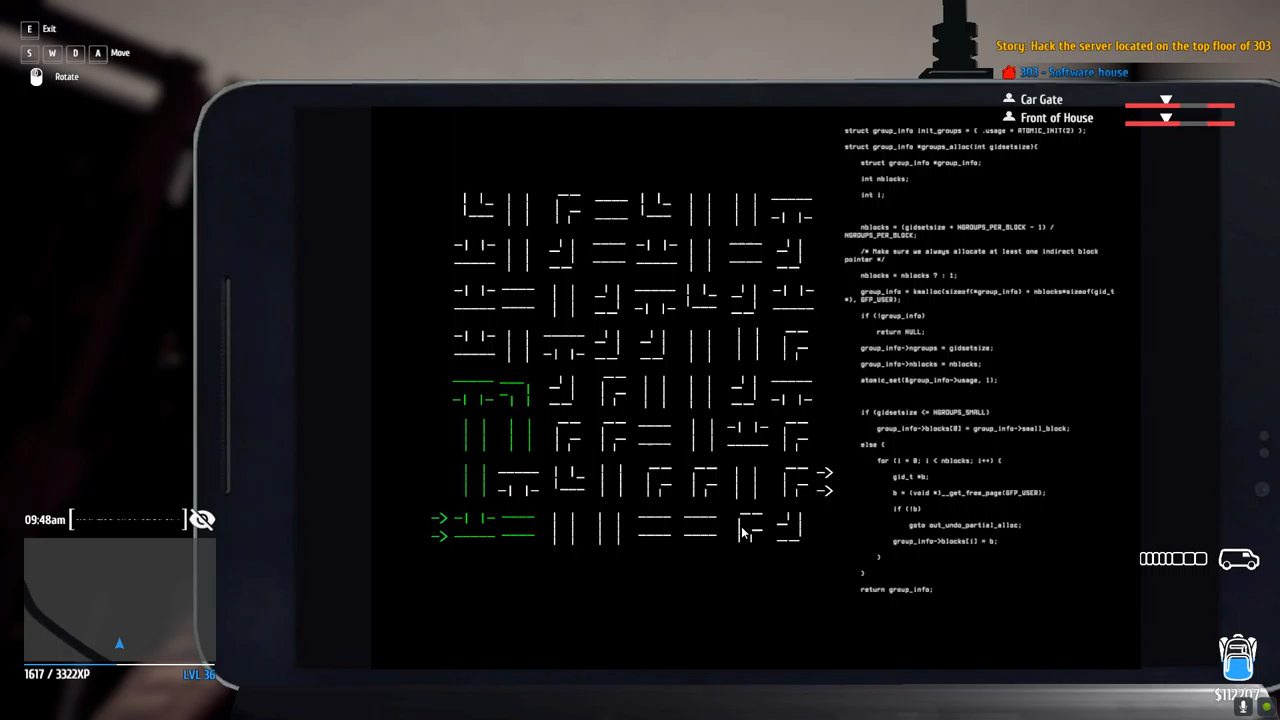 E Exit
S W D A Move
Rotate
Story: Hack the server located on the top floor of 303
303 - Software house
Car Gate
Front of House
struct group_info init_groups = { .usage = ATOMIC_INIT(2) };
struct group_info *groups_alloc(int gidsetsize){
struct group_info *group_info;
int nblocks;
int i;
nblocks = (gidsetsize + NGROUPS_PER_BLOCK - 1) /
NGROUPS_PER_BLOCK;
/* Make sure we always allocate at least one indirect block
pointer */
nblocks = nblocks ? : 1;
group_info = kmalloc(sizeof(*group_info) + nblocks*sizeof(gid_t
*), GFP_USER);
if (!group_info)
return NULL;
group_info->ngroups = gidsetsize;
group_info->nblocks = nblocks;
atomic_set(&group_info->usage, 1);
if (gidsetsize <= NGROUPS_SMALL)
group_info->blocks[0] = group_info->small_block;
else {
for (i = 0; i < nblocks; i++) {
gid_t *b;
b = (void *)__get_free_page(GFP_USER);
if (!b)
goto out_undo_partial_alloc;
group_info->blocks[i] = b;
}
}
return group_info;
09:48am
1617 / 3322XP
LVL 36
$112207